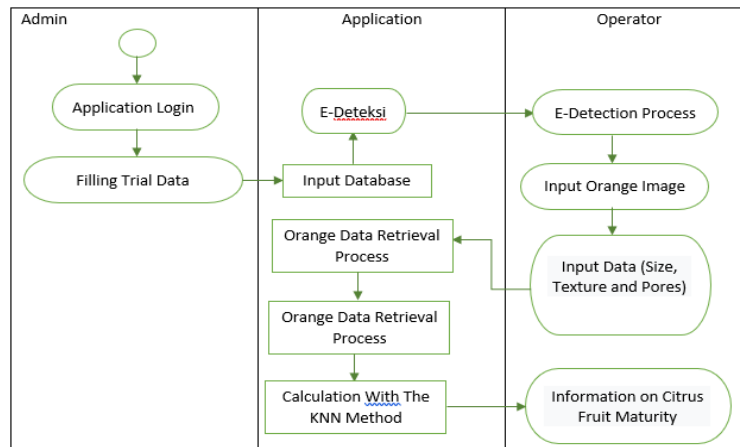 Admin
Application
Operator
Application Login
E-Deteksi
E-Detection Process
Filling Trial Data
Input Database
Input Orange Image
Orange Data Retrieval
Process
Input Data (Size,
Texture and Pores)
Orange Data Retrieval
Process
Calculation With The
KNN Method
Information on Citrus
Fruit Maturity